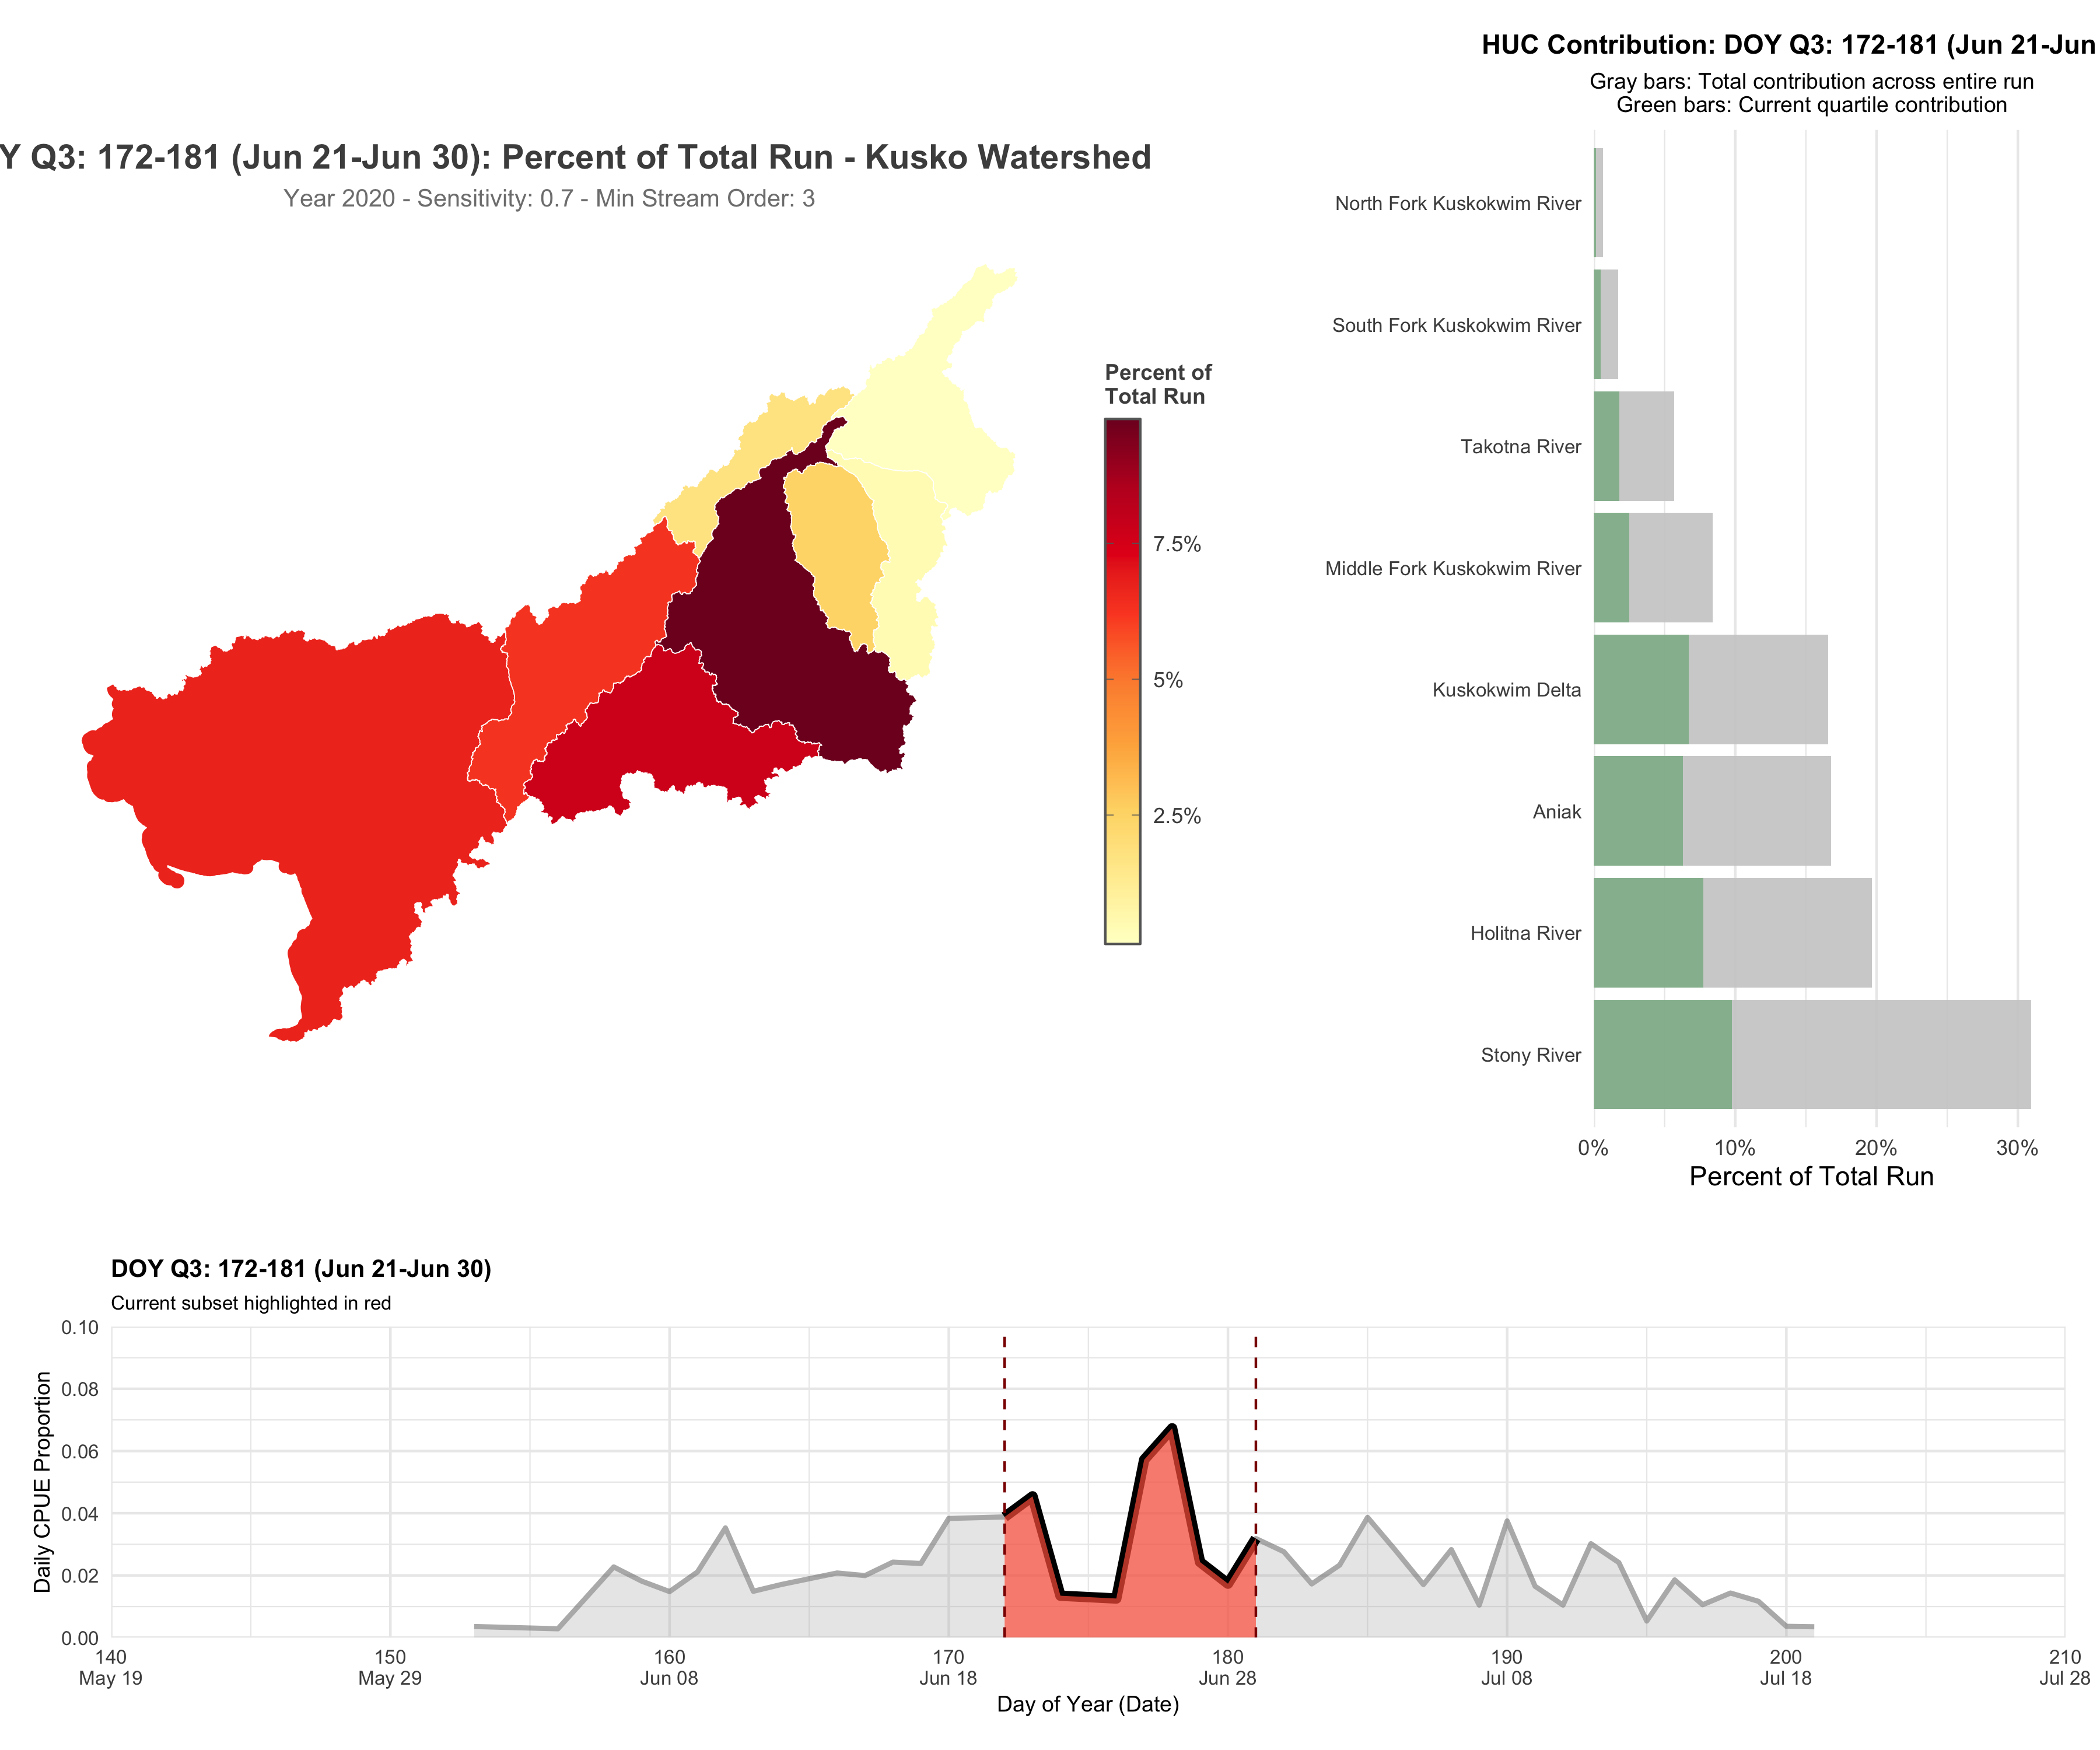 HUC Contribution: DOY Q3: 172-181 (Jun 21-Jun
Gray bars: Total contribution across entire run
Green bars: Current quartile contribution
Y Q3: 172-181 (Jun 21-Jun 30): Percent of Total Run - Kusko Watershed
Year 2020 - Sensitivity: 0.7 - Min Stream Order: 3
Percent of
Total Run
7.5%
5%
2.5%
North Fork Kuskokwim River
South Fork Kuskokwim River
Takotna River
Middle Fork Kuskokwim River
Kuskokwim Delta
Aniak
Holitna River
Stony River
0% 10% 20% 30%
Percent of Total Run
DOY Q3: 172-181 (Jun 21-Jun 30)
Current subset highlighted in red
Daily CPUE Proportion
0.10
0.08
0.06
0.04
0.02
0.00
140 150 160 170 180 190 200 210
May 19 May 29 Jun 08 Jun 18 Jun 28 Jul 08 Jul 18 Jul 28
Day of Year (Date)